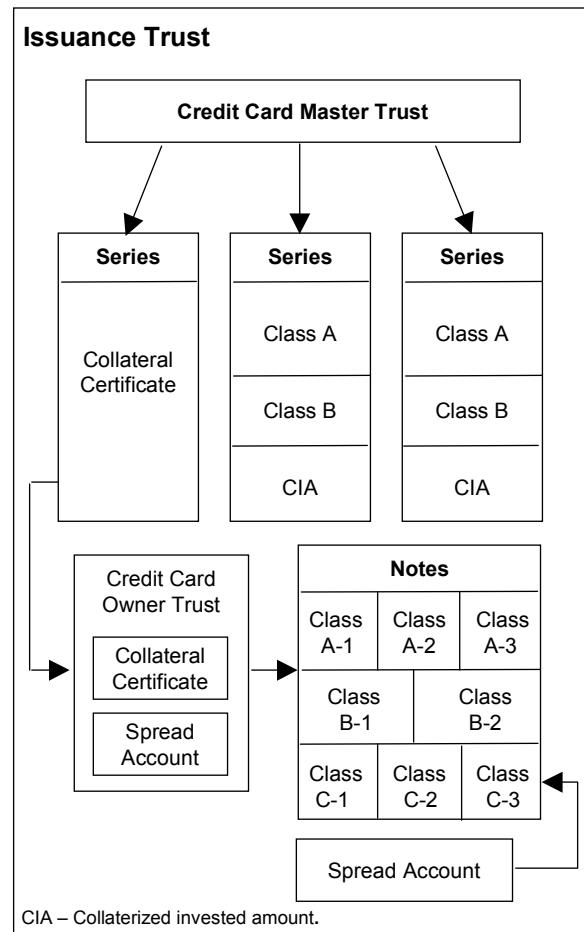 Issuance Trust
Credit Card Master Trust
Series
Collateral
Certificate
Series
Class A
Class B
CIA
Series
Class A
Class B
CIA
Credit Card
Owner Trust
Collateral
Certificate
Spread
Account
Notes
Class
A-1
Class
A-2
Class
A-3
Class
B-1
Class
B-2
Class
C-1
Class
C-2
Class
C-3
Spread Account
CIA – Collaterized invested amount.